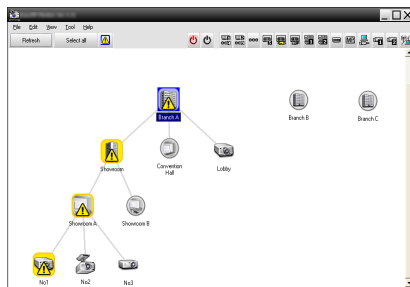 File Edit View Tool Help
Refresh Select all
Branch A
Branch B
Branch C
Showroom
Convention
Hall
Lobby
Showroom A
Showroom B
No1
No2
No3